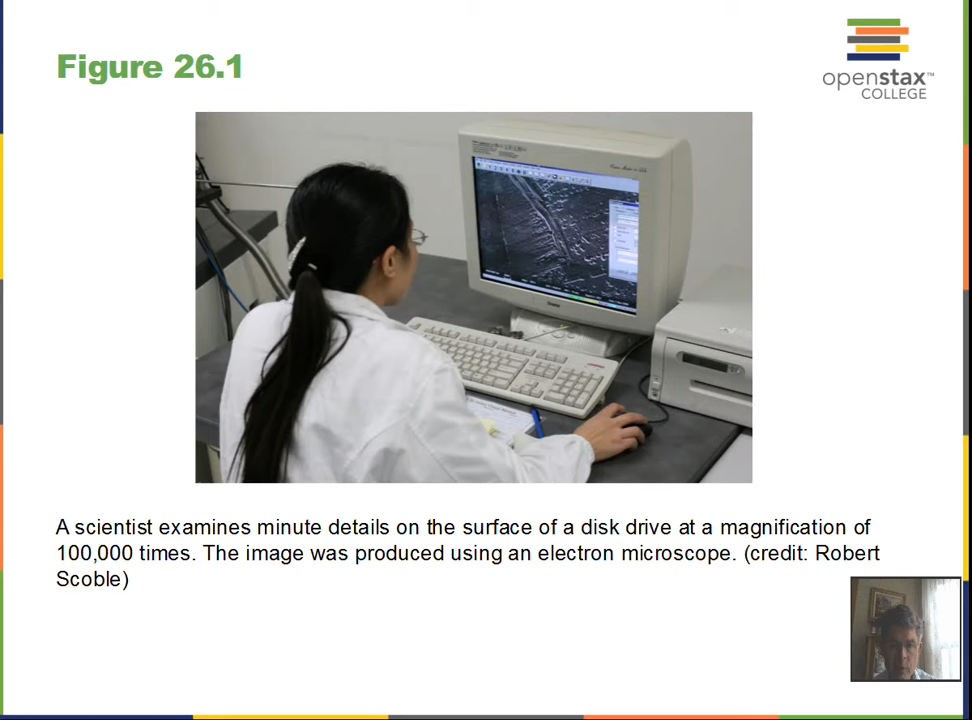 Figure 26.1
openstax™
COLLEGE
A scientist examines minute details on the surface of a disk drive at a magnification of
100,000 times. The image was produced using an electron microscope. (credit: Robert
Scoble)